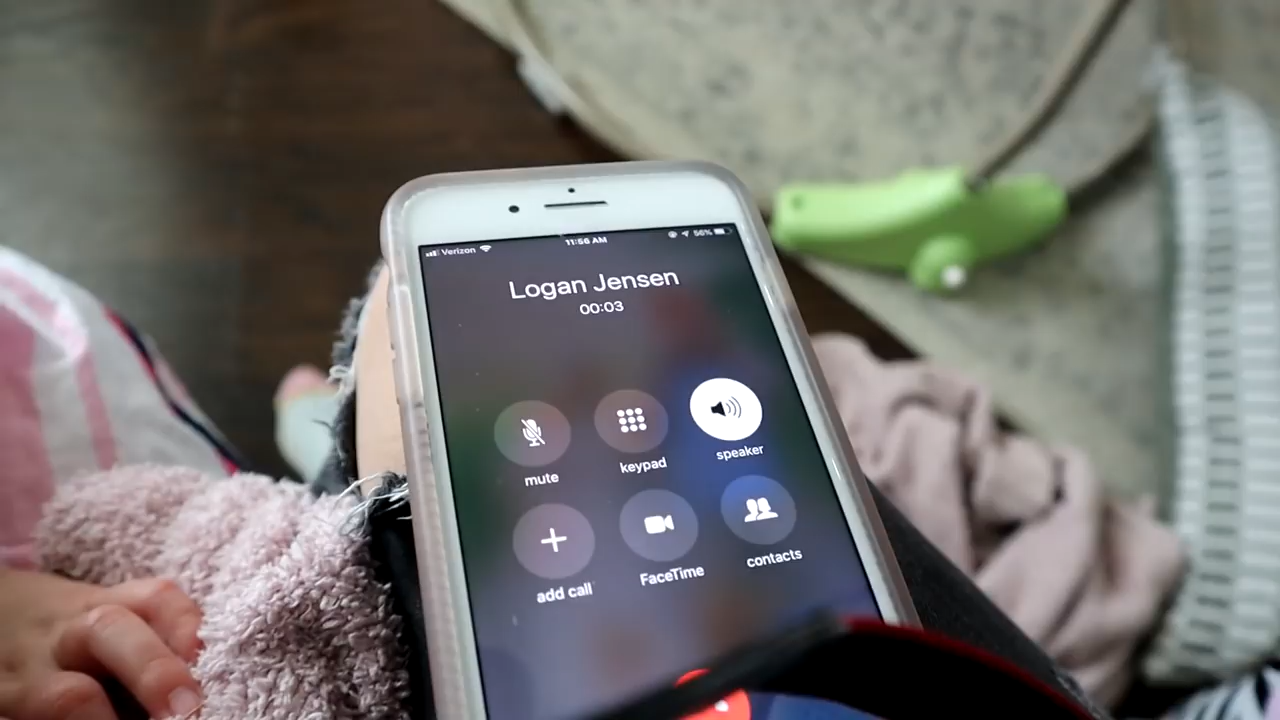 Verizon 11:56 AM 56%
Logan Jensen
00:03
mute keypad speaker
add call FaceTime contacts